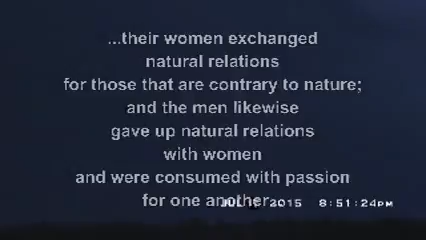 ...their women exchanged
natural relations
for those that are contrary to nature;
and the men likewise
gave up natural relations
with women
and were consumed with passion
for one another...
2015 8:51:24PM